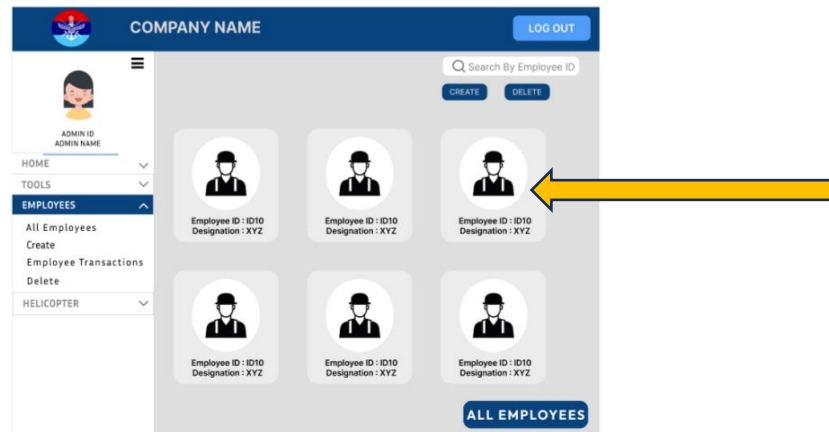 COMPANY NAME
LOG OUT
Search By Employee ID
CREATE DELETE
ADMIN ID
ADMIN NAME
HOME
TOOLS
EMPLOYEES
All Employees
Create
Employee Transactions
Delete
HELICOPTER
Employee ID : ID10
Designation : XYZ
Employee ID : ID10
Designation : XYZ
Employee ID : ID10
Designation : XYZ
Employee ID : ID10
Designation : XYZ
Employee ID : ID10
Designation : XYZ
Employee ID : ID10
Designation : XYZ
ALL EMPLOYEES